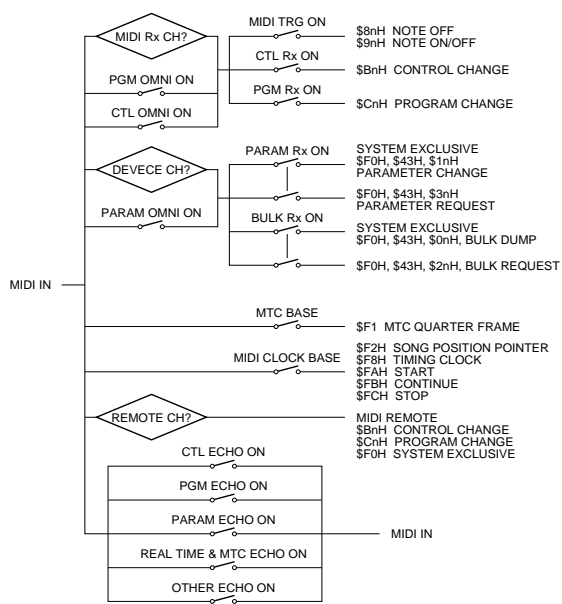 MIDI TRG ON
MIDI Rx CH?
$8nH NOTE OFF
$9nH NOTE ON/OFF
CTL Rx ON
$BnH CONTROL CHANGE
PGM OMNI ON
PGM Rx ON
$CnH PROGRAM CHANGE
CTL OMNI ON
PARAM Rx ON
SYSTEM EXCLUSIVE
$F0H, $43H, $1nH
PARAMETER CHANGE
DEVECE CH?
$F0H, $43H, $3nH
PARAMETER REQUEST
PARAM OMNI ON
BULK Rx ON
SYSTEM EXCLUSIVE
$F0H, $43H, $0nH, BULK DUMP
$F0H, $43H, $2nH, BULK REQUEST
MIDI IN
MTC BASE
$F1 MTC QUARTER FRAME
MIDI CLOCK BASE
$F2H SONG POSITION POINTER
$F8H TIMING CLOCK
$FAH START
$FBH CONTINUE
$FCH STOP
REMOTE CH?
MIDI REMOTE
$BnH CONTROL CHANGE
$CnH PROGRAM CHANGE
$F0H SYSTEM EXCLUSIVE
CTL ECHO ON
PGM ECHO ON
PARAM ECHO ON
MIDI IN
REAL TIME & MTC ECHO ON
OTHER ECHO ON